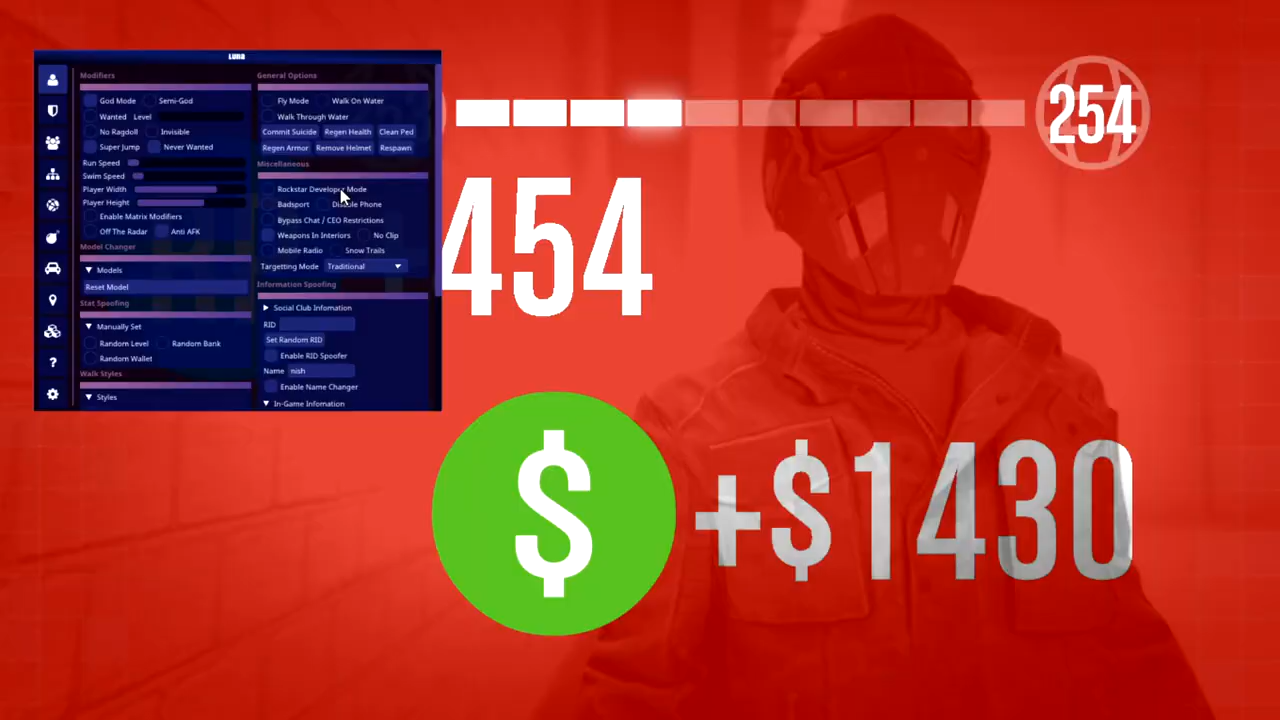 LUNA
Modifiers
God Mode Semi-God
Wanted Level
No Ragdoll Invisible
Super Jump Never Wanted
Run Speed
Swim Speed
Player Width
Player Height
Enable Matrix Modifiers
Off The Radar Anti AFK
Model Changer
Models
Reset Model
Stat Spoofing
Manually Set
Random Level Random Bank
Random Wallet
Walk Styles
Styles
General Options
Fly Mode Walk On Water
Walk Through Water
Commit Suicide Regen Health Clean Ped
Regen Armor Remove Helmet Respawn
Miscellaneous
Rockstar Developer Mode
Badsport Phone
Bypass Chat / CEO Restrictions
Weapons In Interiors No Clip
Mobile Radio Snow Trails
Targetting Mode Traditional
Information Spoofing
Social Club Infomation
RID
Set Random RID
Enable RID Spoofer
Name nish
Enable Name Changer
In-Game Infomation
254
454
$ +$1430